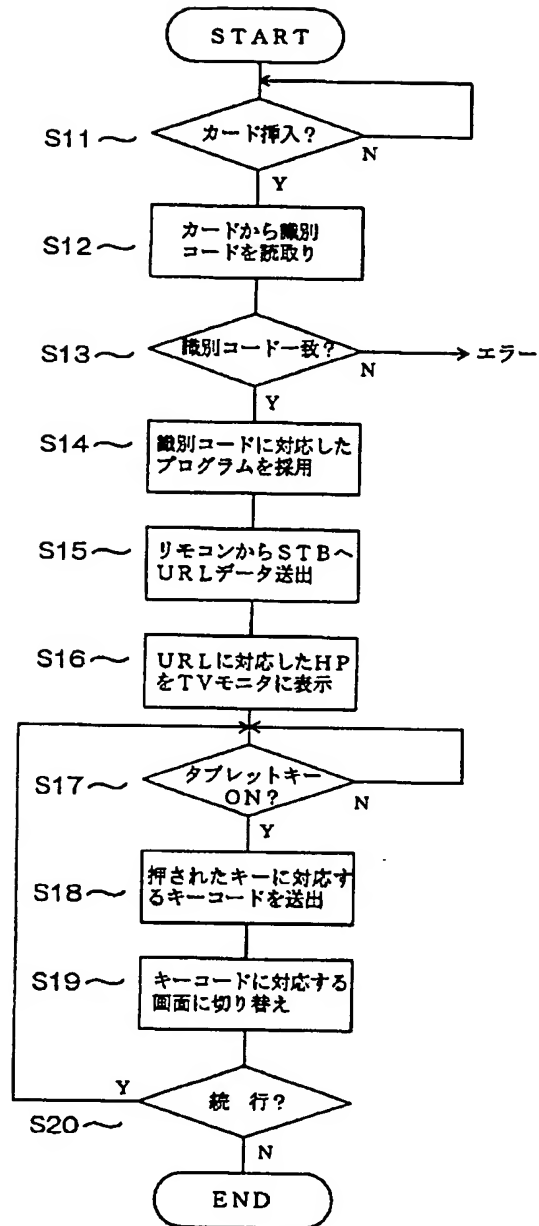 START
S11 カード挿入?
N
Y
S12 カードから識別
コードを読取り
S13 識別コード一致?
N
エラー
Y
S14 識別コードに対応した
プログラムを採用
S15 リモコンからSTBへ
URLデータ送出
S16 URLに対応したHP
をTVモニタに表示
S17 タブレットキー
ON?
N
Y
S18 押されたキーに対応す
るキーコードを送出
S19 キーコードに対応する
画面に切り替え
Y
S20 続 行?
N
END